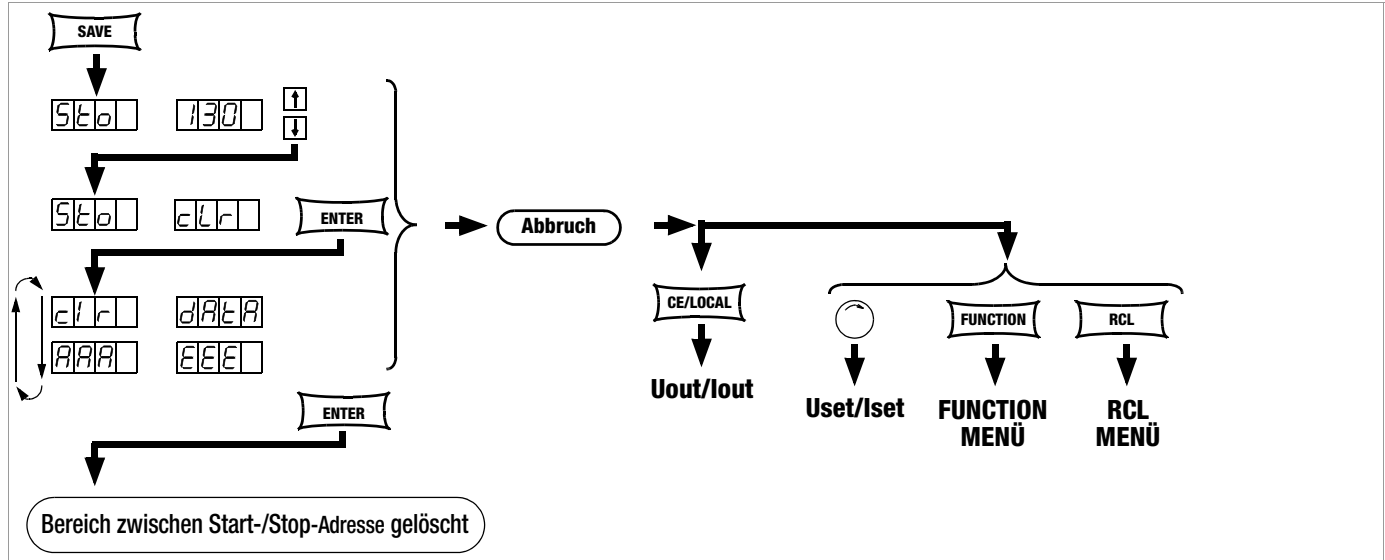 SAVE
Sto 130
Sto cLr ENTER
Abbruch
clr dAtA
AAA EEE
CE/LOCAL
FUNCTION
RCL
Uout/Iout
Uset/Iset
FUNCTION
MENÜ
RCL
MENÜ
ENTER
Bereich zwischen Start-/Stop-Adresse gelöscht